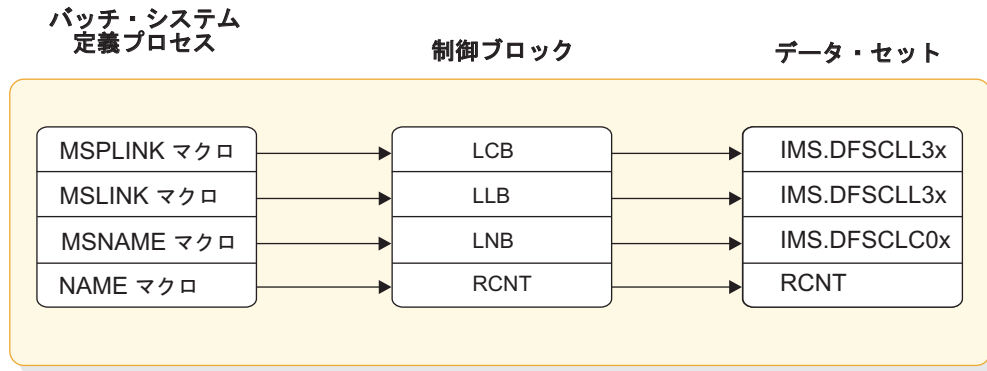 バッチ・システム
定義プロセス
制御ブロック
データ・セット
MSPLINK マクロ
LCB
IMS.DFSCLL3x
MSLINK マクロ
LLB
IMS.DFSCLL3x
MSNAME マクロ
LNB
IMS.DFSCLC0x
NAME マクロ
RCNT
RCNT